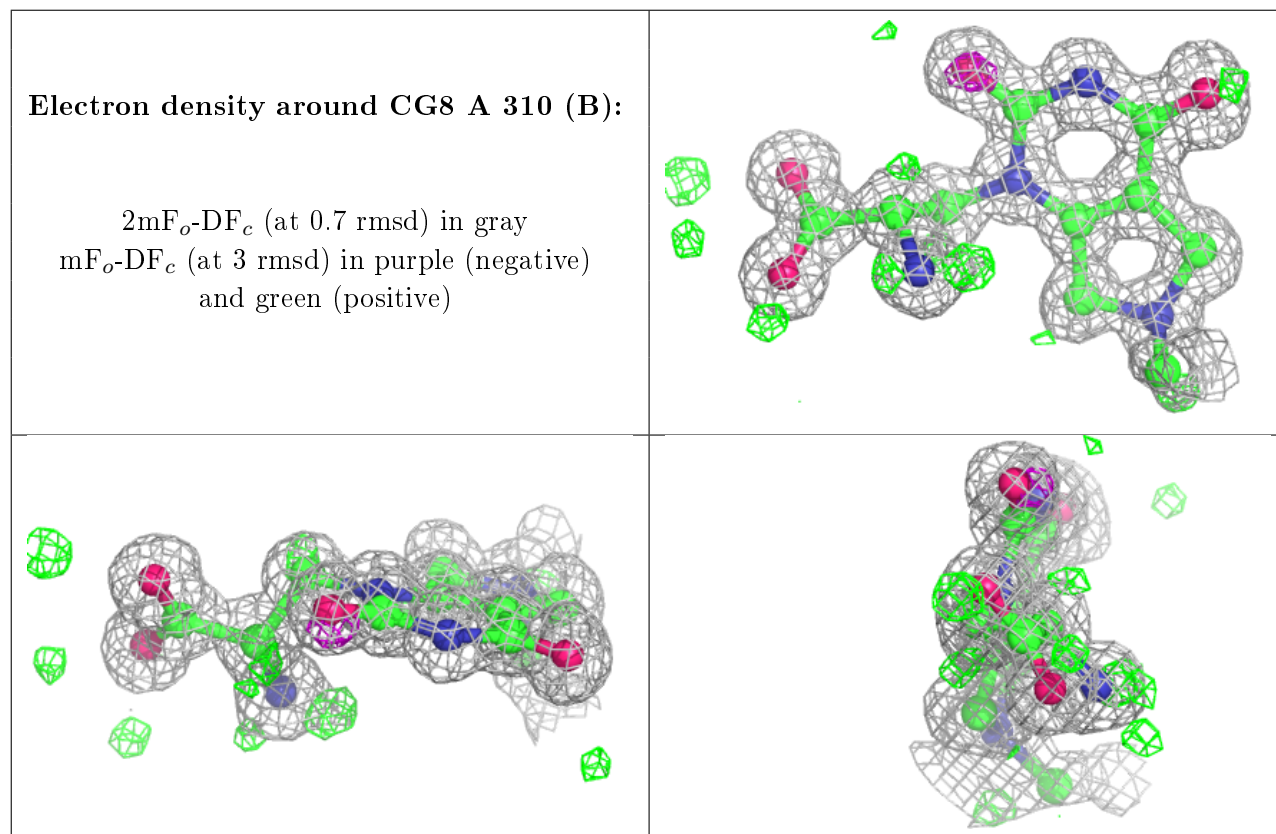 Electron density around CG8 A 310 (B):
2mFₒ-DF𝑐 (at 0.7 rmsd) in gray
mFₒ-DF𝑐 (at 3 rmsd) in purple (negative)
and green (positive)